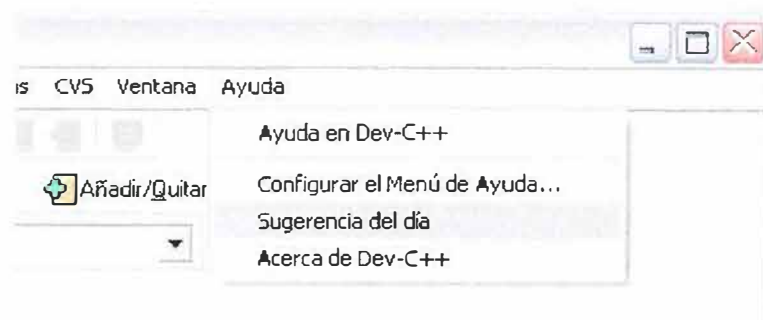 as CVS Ventana Ayuda
Ayuda en Dev-C++
Añadir/Quitar
Configurar el Menú de Ayuda...
Sugerencia del día
Acerca de Dev-C++